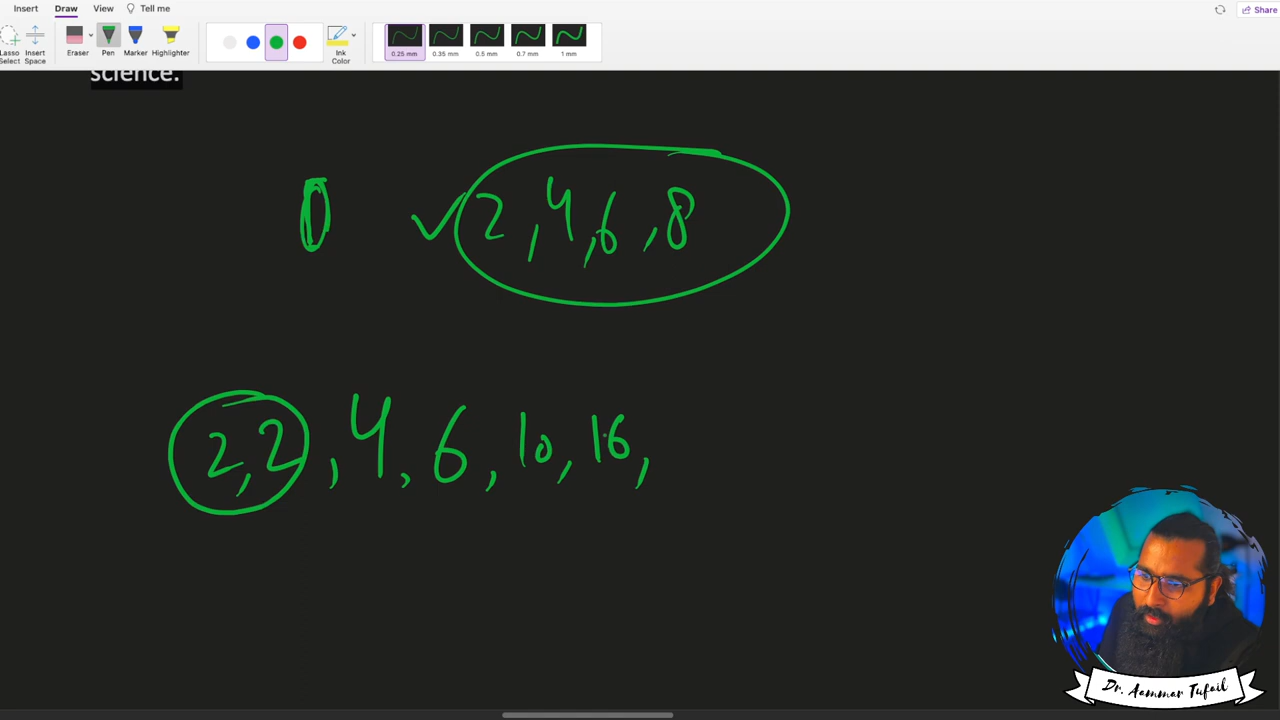 Insert Draw View Tell me Share
Lasso Select Insert Space Eraser Pen Marker Highlighter Ink Color 0.25 mm 0.35 mm 0.5 mm 0.7 mm 1 mm
science.
0 √2, 4, 6, 8
2, 2, 4, 6, 10, 16,
Dr. Aammar Tufail